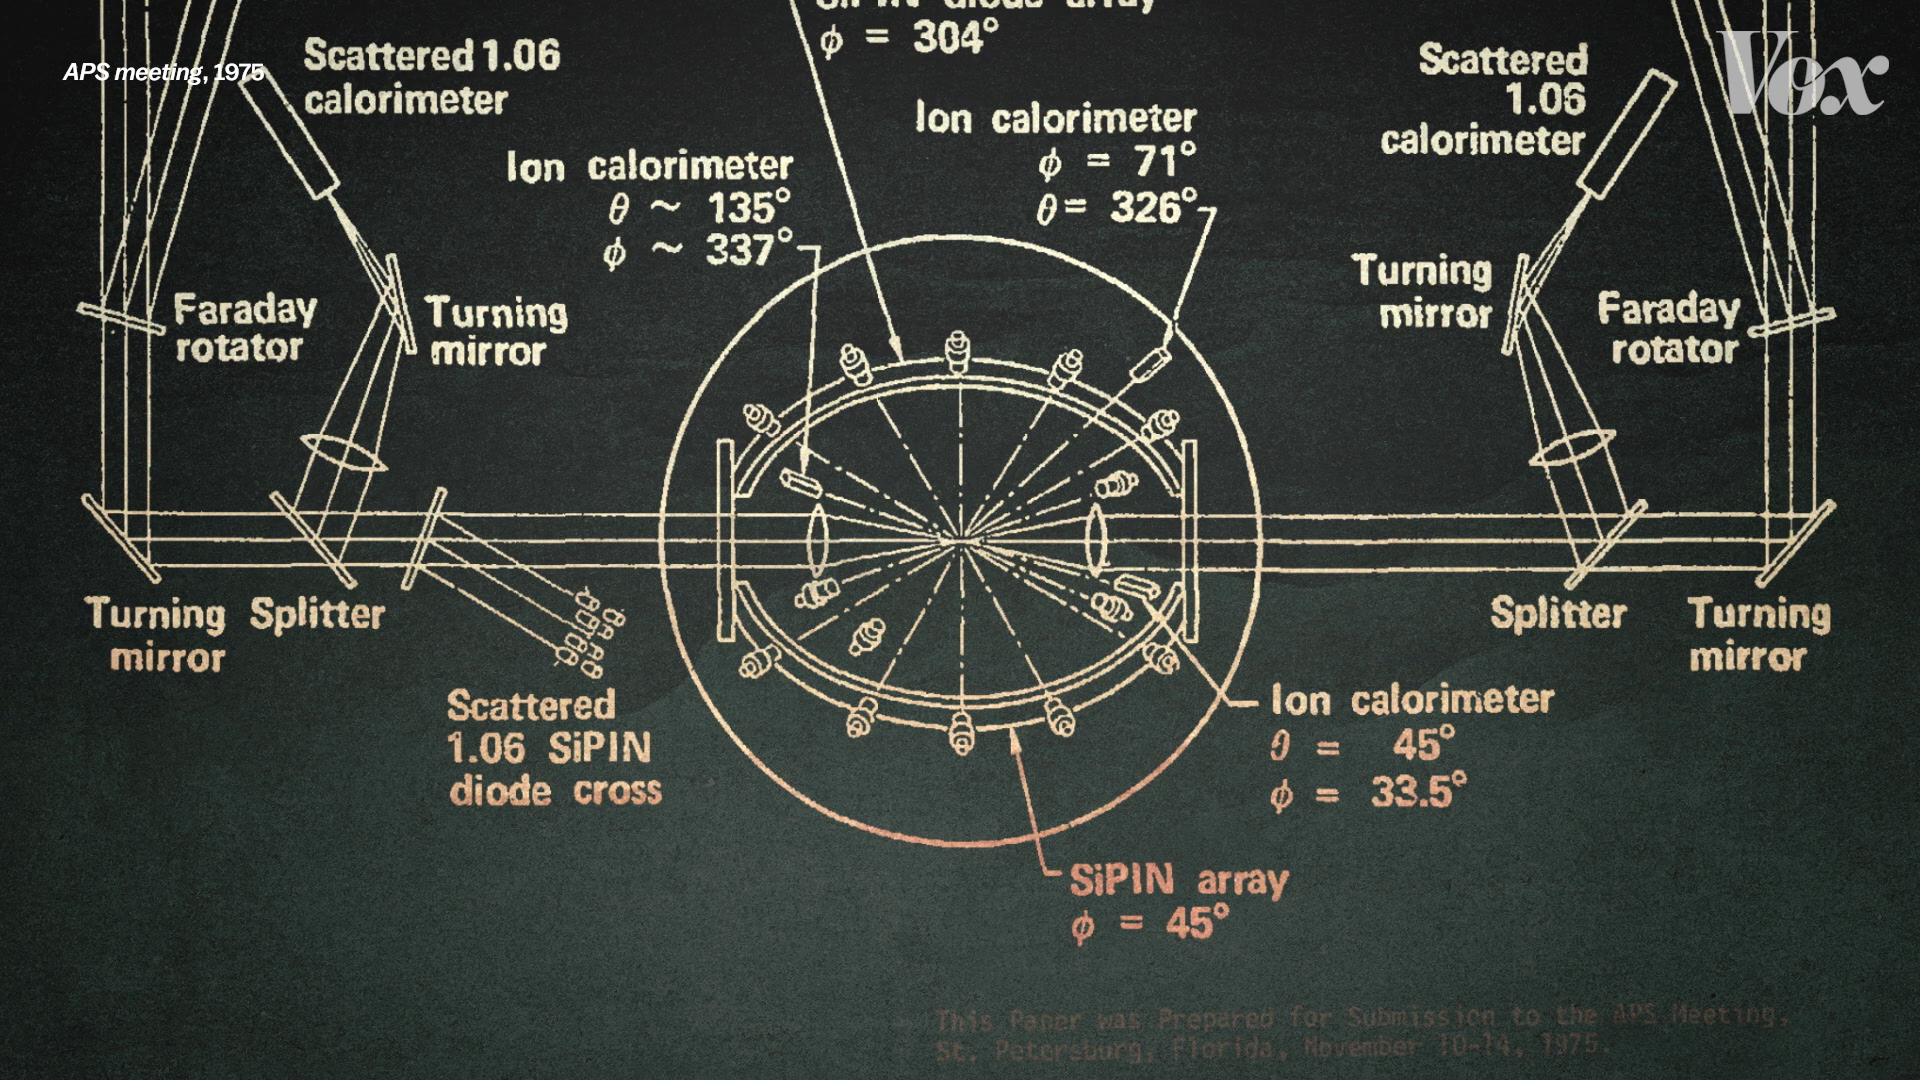 APS meeting, 1975
Vox
diode array
ϕ = 304°
Scattered 1.06
calorimeter
Ion calorimeter
θ ~ 135°
ϕ ~ 337°
Ion calorimeter
ϕ = 71°
θ = 326°
Scattered
1.06
calorimeter
Faraday
rotator
Turning
mirror
Turning
mirror
Faraday
rotator
Turning
mirror
Splitter
Splitter
Turning
mirror
Scattered
1.06 SiPIN
diode cross
Ion calorimeter
θ = 45°
ϕ = 33.5°
SiPIN array
ϕ = 45°
This Paper was Prepared for Submission to the APS Meeting,
St. Petersburg, Florida, November 10-14, 1975.